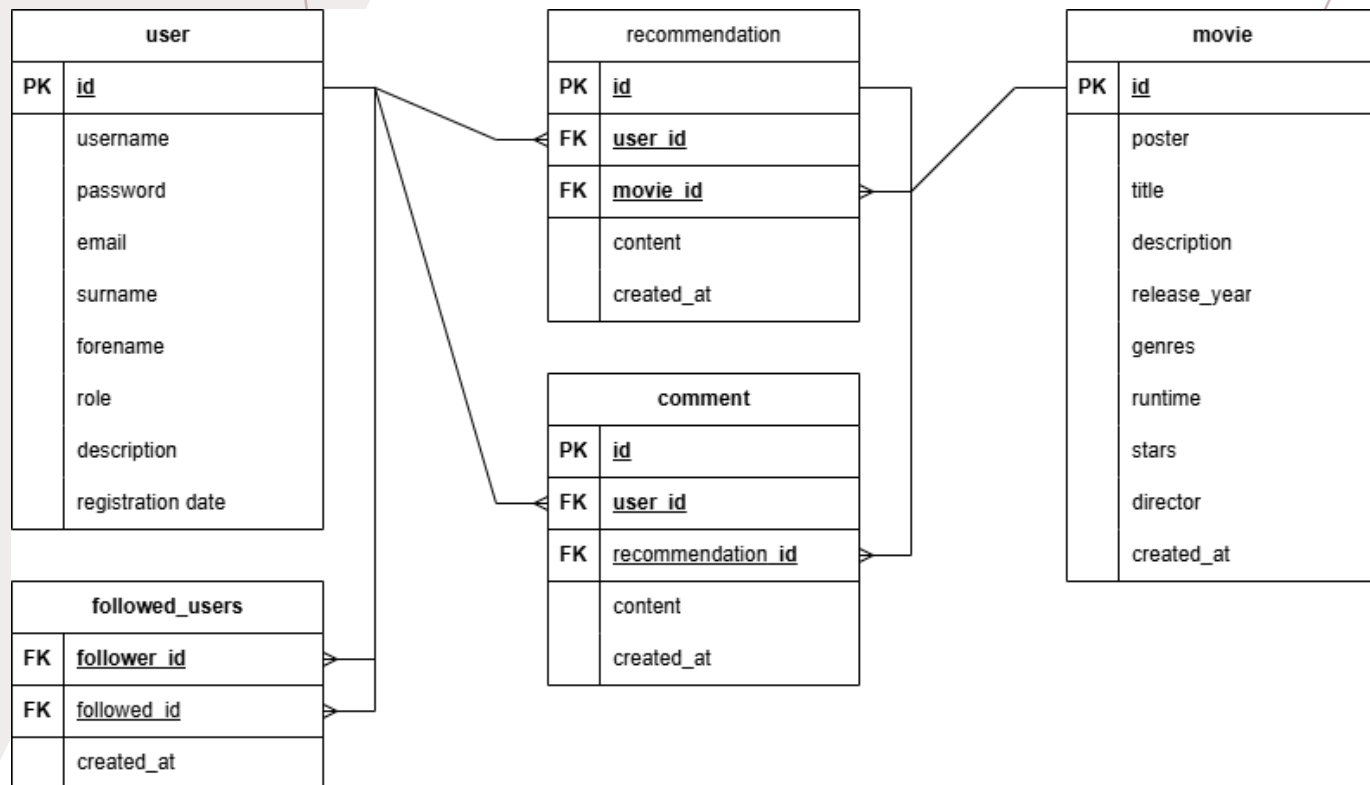 user
PK id
username
password
email
surname
forename
role
description
registration date
followed_users
FK follower_id
FK followed_id
created_at
recommendation
PK id
FK user_id
FK movie_id
content
created_at
comment
PK id
FK user_id
FK recommendation_id
content
created_at
movie
PK id
poster
title
description
release_year
genres
runtime
stars
director
created_at